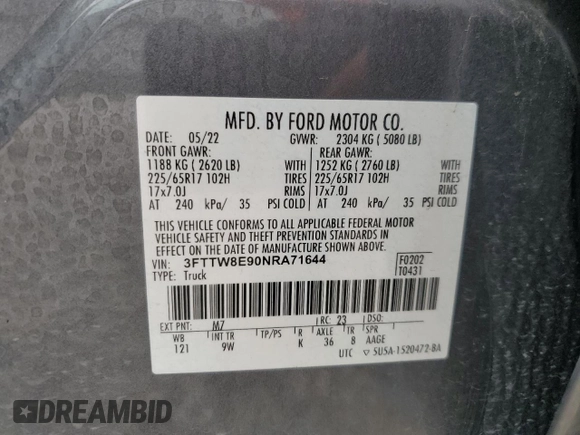 MFD. BY FORD MOTOR CO.
DATE: 05/22 GVWR: 2304 KG ( 5080 LB)
FRONT GAWR: REAR GAWR:
1188 KG ( 2620 LB) WITH 1252 KG ( 2760 LB) WITH
225/65R17 102H TIRES 225/65R17 102H TIRES
17x7.0J RIMS 17x7.0J RIMS
AT 240 kPa/ 35 PSI COLD AT 240 kPa/ 35 PSI COLD
THIS VEHICLE CONFORMS TO ALL APPLICABLE FEDERAL MOTOR
VEHICLE SAFETY AND THEFT PREVENTION STANDARDS IN
EFFECT ON THE DATE OF MANUFACTURE SHOWN ABOVE.
VIN: 3FTTW8E90NRA71644 F0202
TYPE: Truck T0431
EXT PNT: M7 RC: 23 DSO:
WB INT TR TP/PS R AXLE TR SPR
121 9W K 36 8 AAGE
UTC ▽ SU5A-1520472-BA
DREAMBID